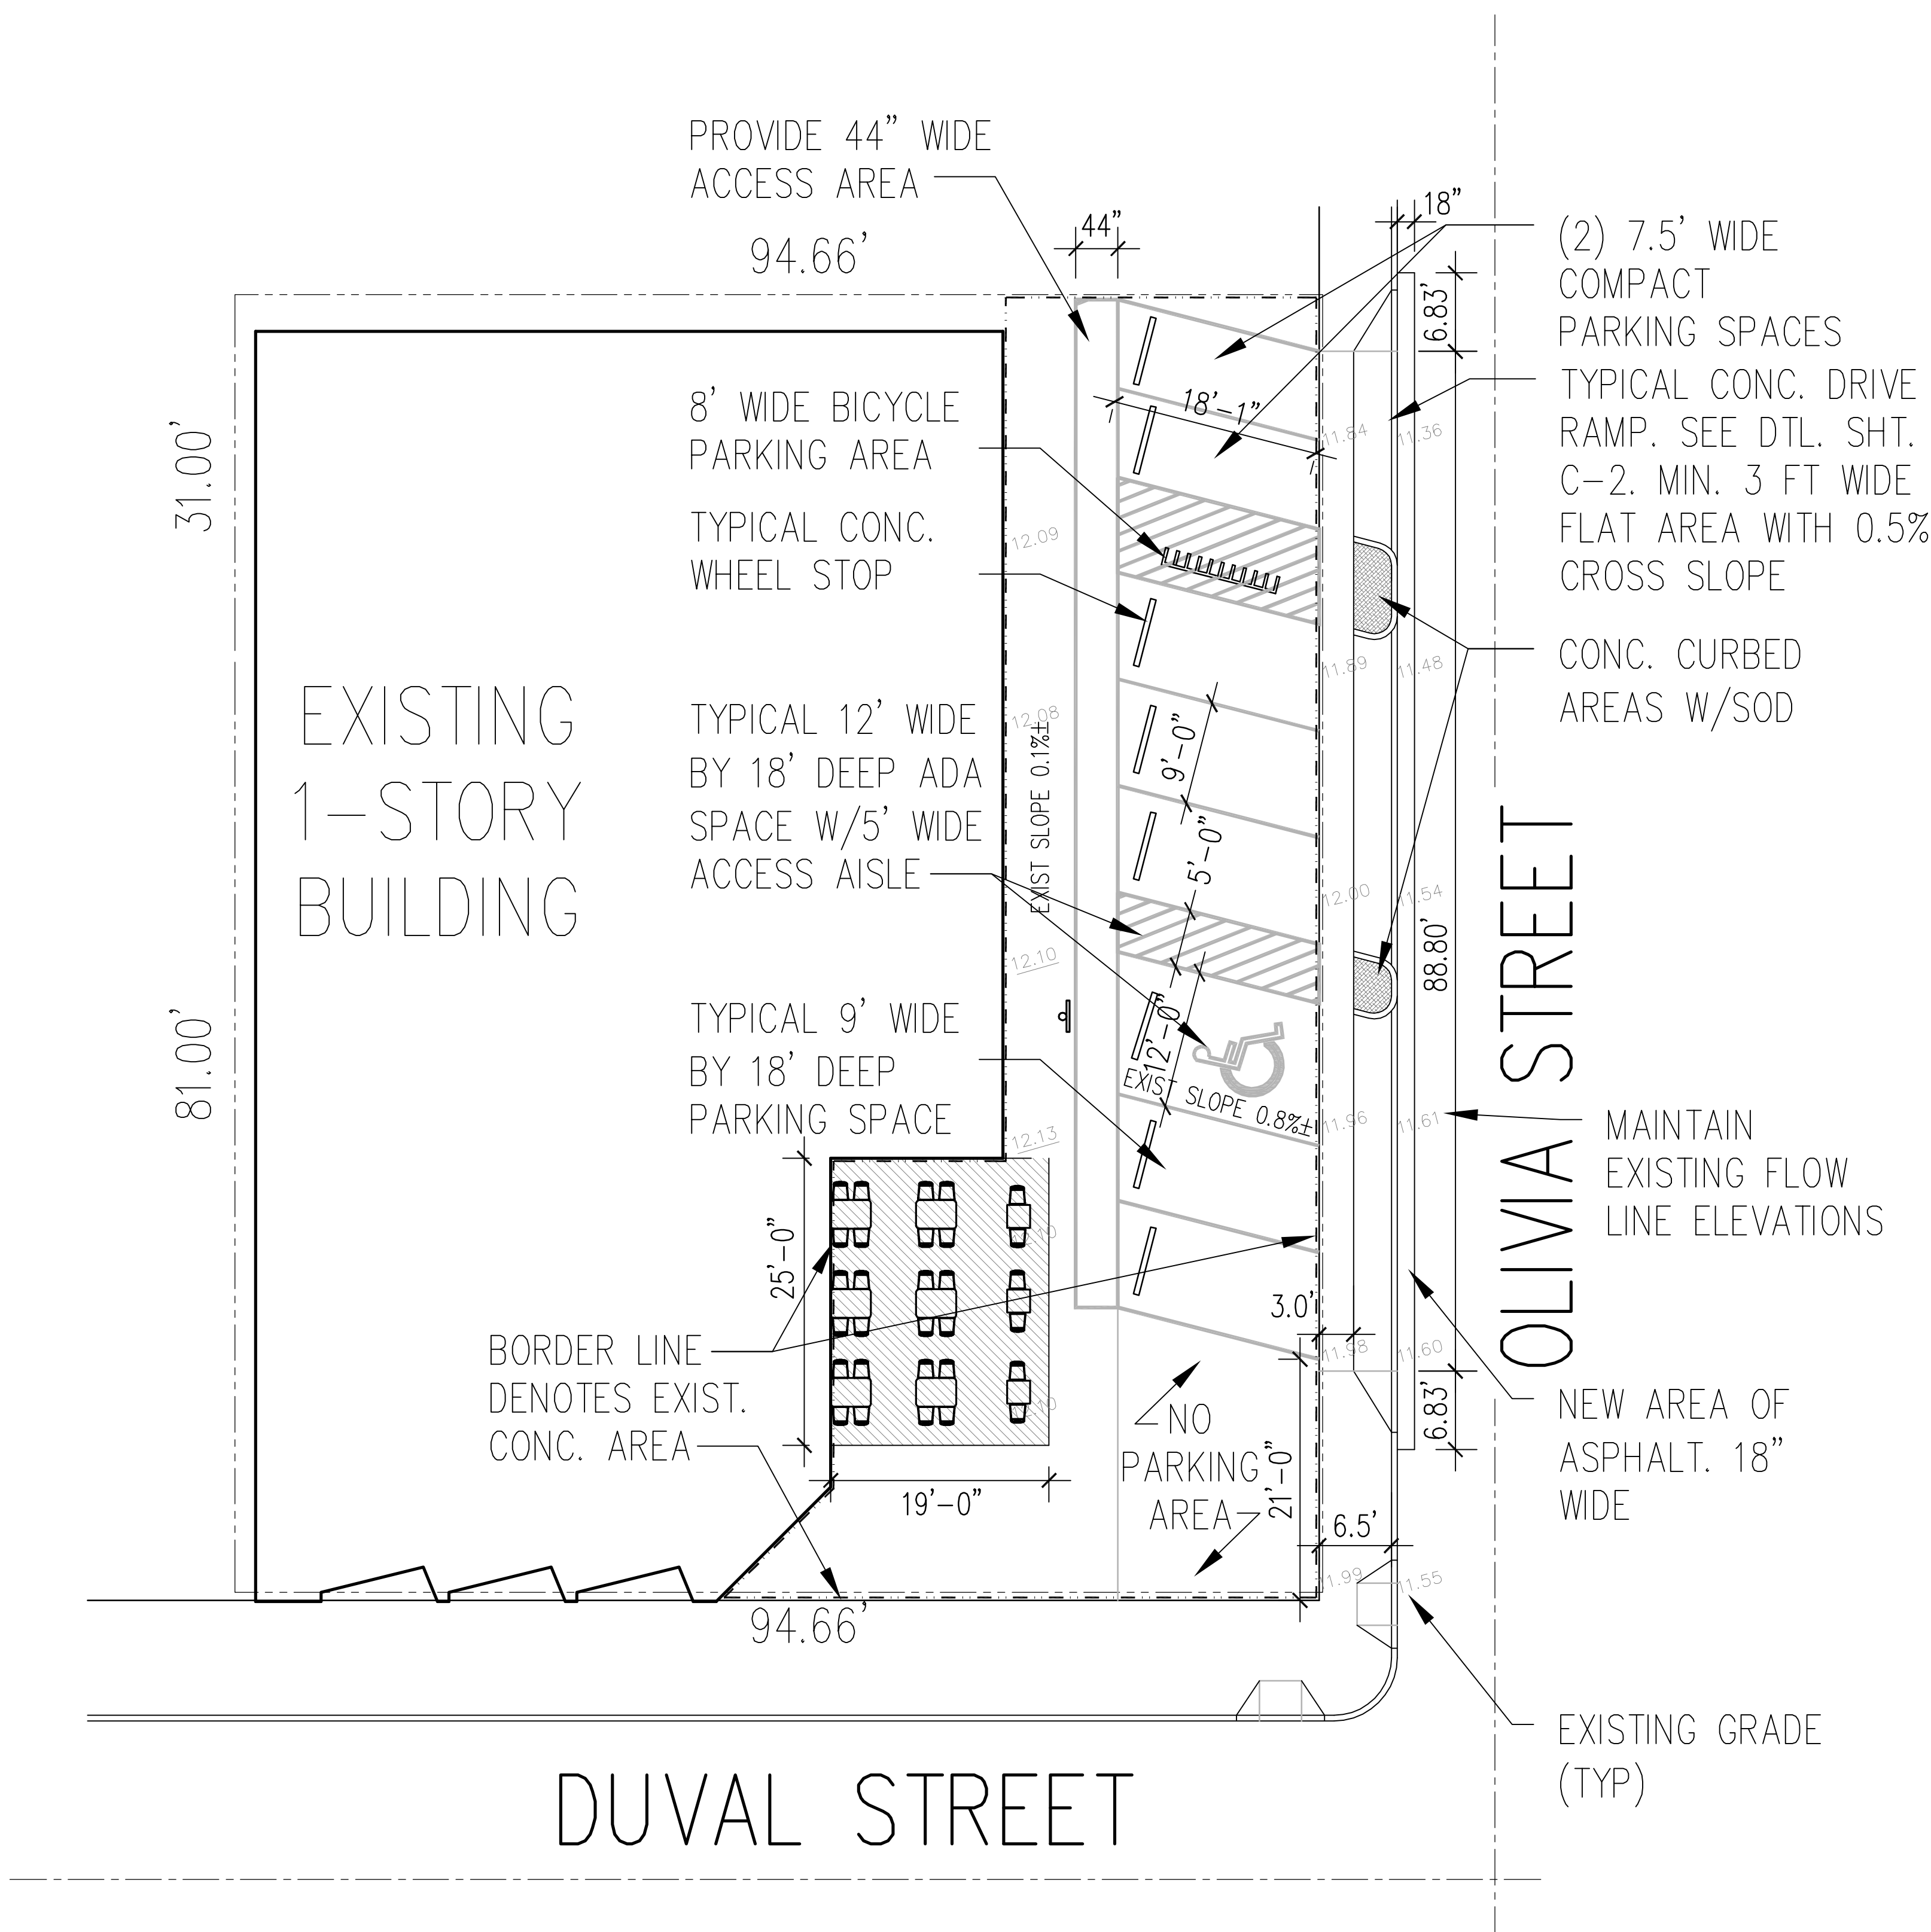 PROVIDE 44" WIDE
ACCESS AREA
94.66'
44"
18"
(2) 7.5' WIDE
COMPACT
PARKING SPACES
6.83'
TYPICAL CONC. DRIVE
RAMP. SEE DTL. SHT.
C-2. MIN. 3 FT WIDE
FLAT AREA WITH 0.5%
CROSS SLOPE
8' WIDE BICYCLE
PARKING AREA
18'-1"
11.84
11.36
31.00'
TYPICAL CONC.
WHEEL STOP
12.09
CONC. CURBED
AREAS W/SOD
11.89
11.48
EXISTING
1-STORY
BUILDING
TYPICAL 12' WIDE
BY 18' DEEP ADA
SPACE W/5' WIDE
ACCESS AISLE
12.08
EXIST SLOPE 0.1%±
9'-0"
5'-0"
12.00
11.54
88.80'
OLIVIA STREET
12.10
81.00'
TYPICAL 9' WIDE
BY 18' DEEP
PARKING SPACE
12'-0"
EXIST SLOPE 0.8%±
12.13
11.96
11.61
MAINTAIN
EXISTING FLOW
LINE ELEVATIONS
25'-0"
12.10
3.0'
BORDER LINE
DENOTES EXIST.
CONC. AREA
11.98
11.60
12.10
6.83'
NO
PARKING
AREA
21'-0"
NEW AREA OF
ASPHALT. 18"
WIDE
19'-0"
6.5'
11.99
11.55
94.66'
EXISTING GRADE
(TYP)
DUVAL STREET